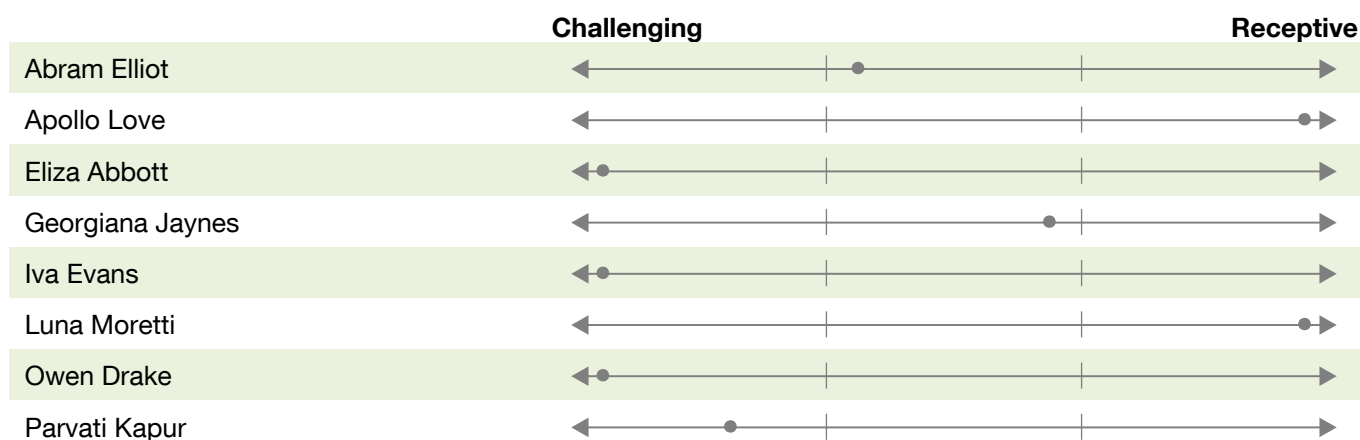 Challenging Receptive
Abram Elliot
Apollo Love
Eliza Abbott
Georgiana Jaynes
Iva Evans
Luna Moretti
Owen Drake
Parvati Kapur